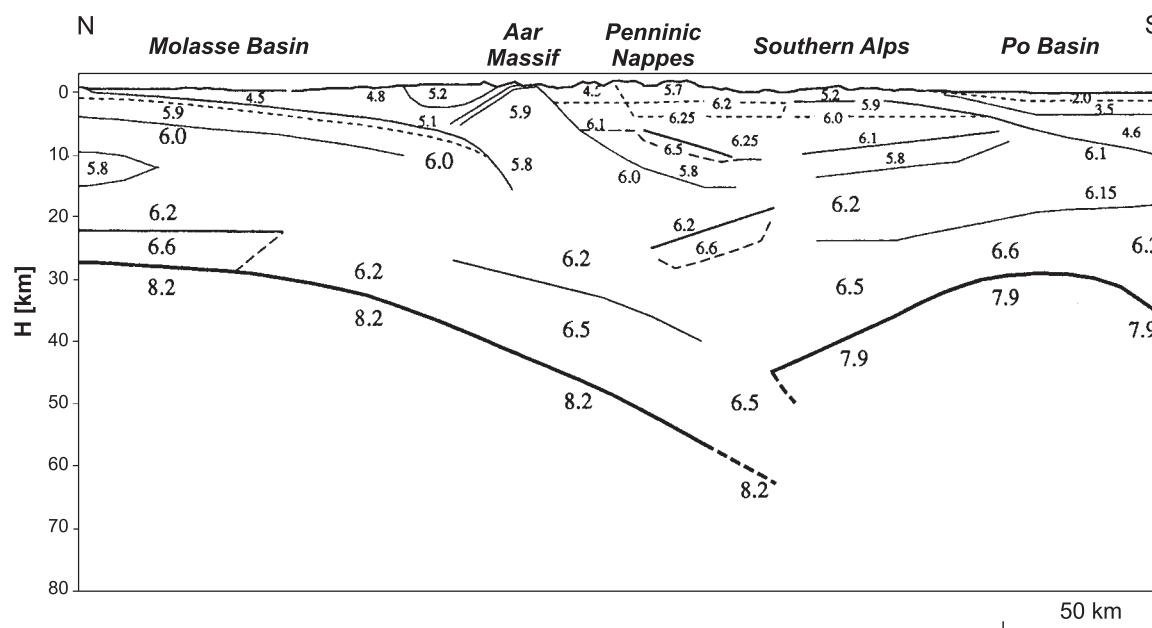 N
S
Molasse Basin
Aar
Massif
Penninic
Nappes
Southern Alps
Po Basin
0
10
20
30
40
50
60
70
80
H [km]
4.5 4.8 5.2 5.9 5.7 5.2 2.0
5.9 5.1 6.2 5.9 3.5
6.0 6.1 6.25 6.0 4.6
6.0 5.8 6.5 6.25 6.1 6.1
5.8 6.0 5.8 5.8
6.2 6.2 6.2 6.15
6.6 6.2 6.6 6.6
8.2 6.2 6.5 7.9
8.2 6.5 7.9
8.2 6.5 7.9
8.2
50 km